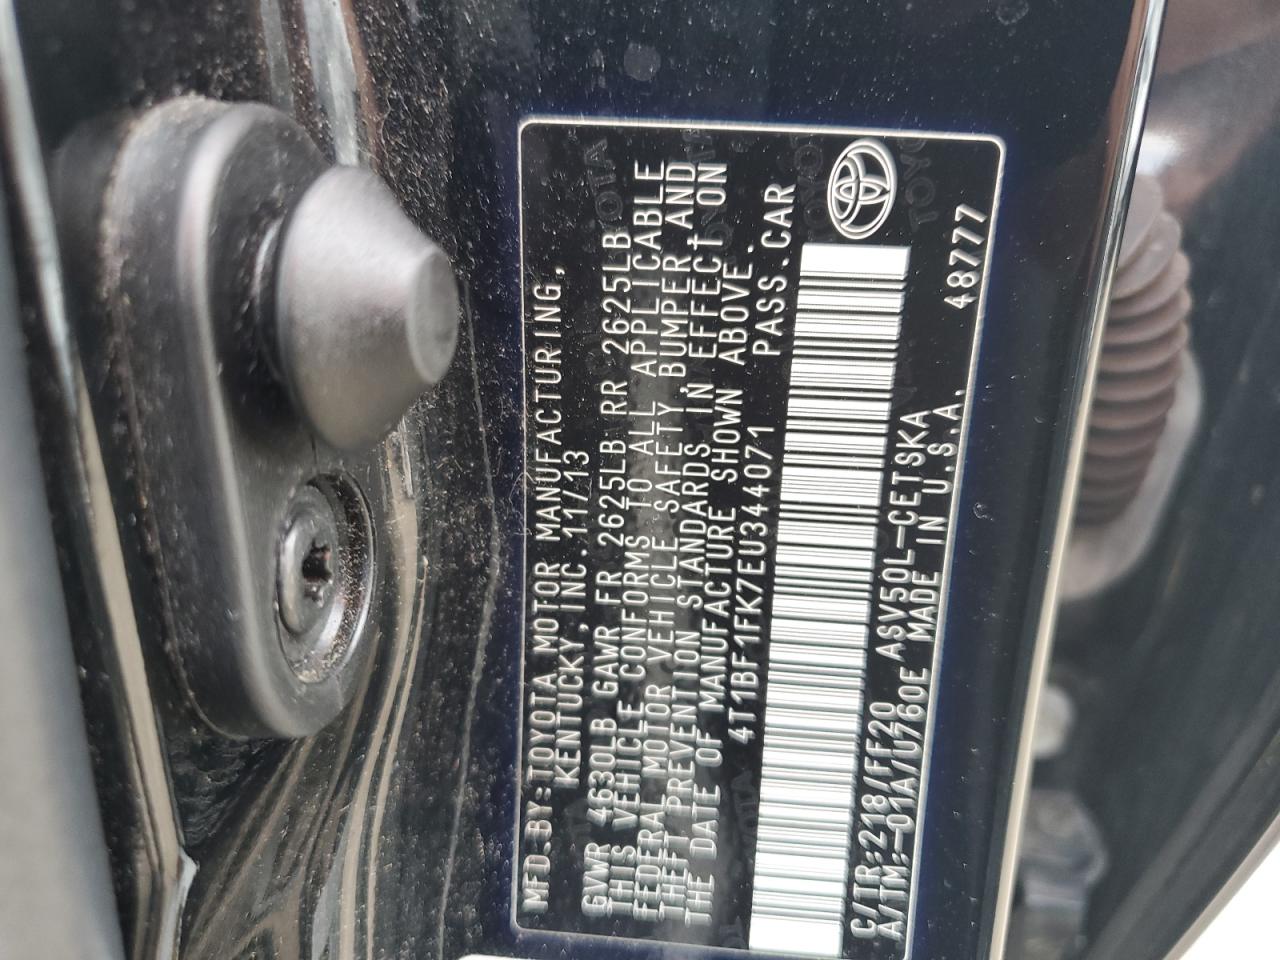 MFD.BY:TOYOTA MOTOR MANUFACTURING,
KENTUCKY,INC.11/13
GVWR 4630LB GAWR FR 2625LB RR 2625LB
THIS VEHICLE CONFORMS TO ALL APPLICABLE
FEDERAL MOTOR VEHICLE SAFETY,BUMPER,AND
THEFT PREVENTION STANDARDS IN EFFECT ON
THE DATE OF MANUFACTURE SHOWN ABOVE.
4T1BF1FK7EU344071 PASS.CAR
C/TR:218/FF20 ASV50L-CETSKA
A/TM:-01A/U760E MADE IN U.S.A.
48777